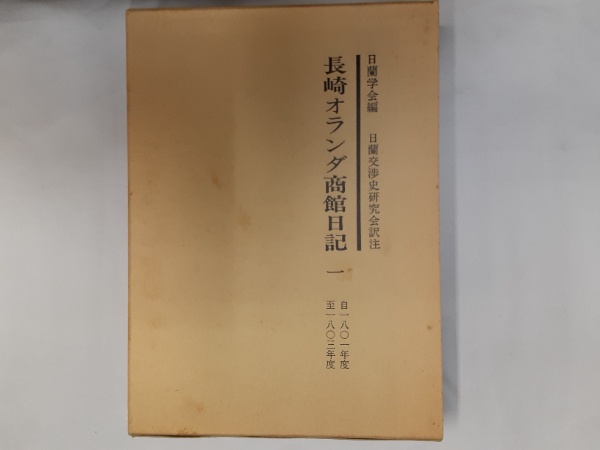 日蘭学会編 日蘭交渉史研究会訳注
長崎オランダ商館日記 一
自一八〇一年度
至一八〇三年度